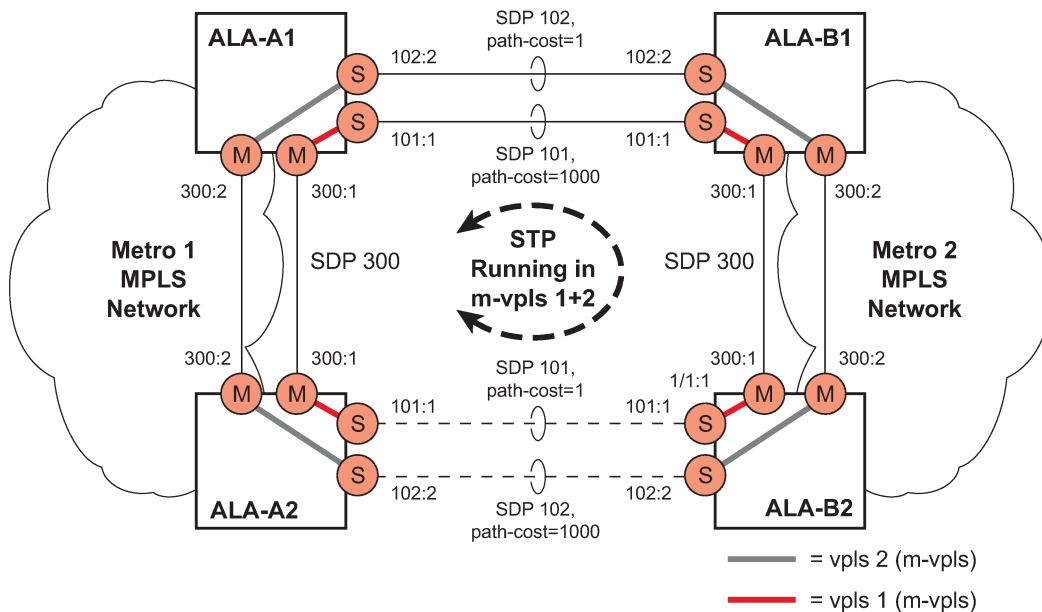 SDP 102,
path-cost=1
ALA-A1
ALA-B1
102:2
102:2
S
S
S
S
101:1
101:1
SDP 101,
path-cost=1000
M
M
M
M
300:2
300:1
300:1
300:2
STP
Running in
m-vpls 1+2
Metro 1
MPLS
Network
SDP 300
SDP 300
Metro 2
MPLS
Network
300:2
300:1
300:1
300:2
SDP 101,
path-cost=1
1/1:1
M
M
M
M
101:1
101:1
S
S
S
S
102:2
102:2
ALA-A2
ALA-B2
SDP 102,
path-cost=1000
= vpls 2 (m-vpls)
= vpls 1 (m-vpls)